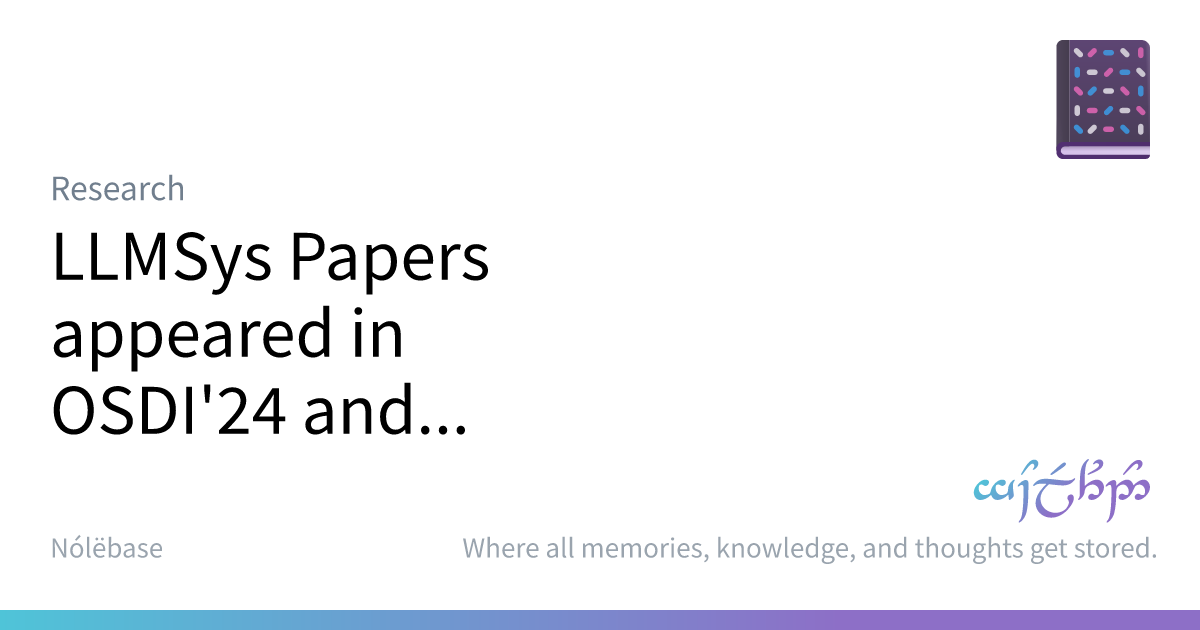 Research
LLMSys Papers
appeared in
OSDI'24 and...
Nólëbase
Where all memories, knowledge, and thoughts get stored.